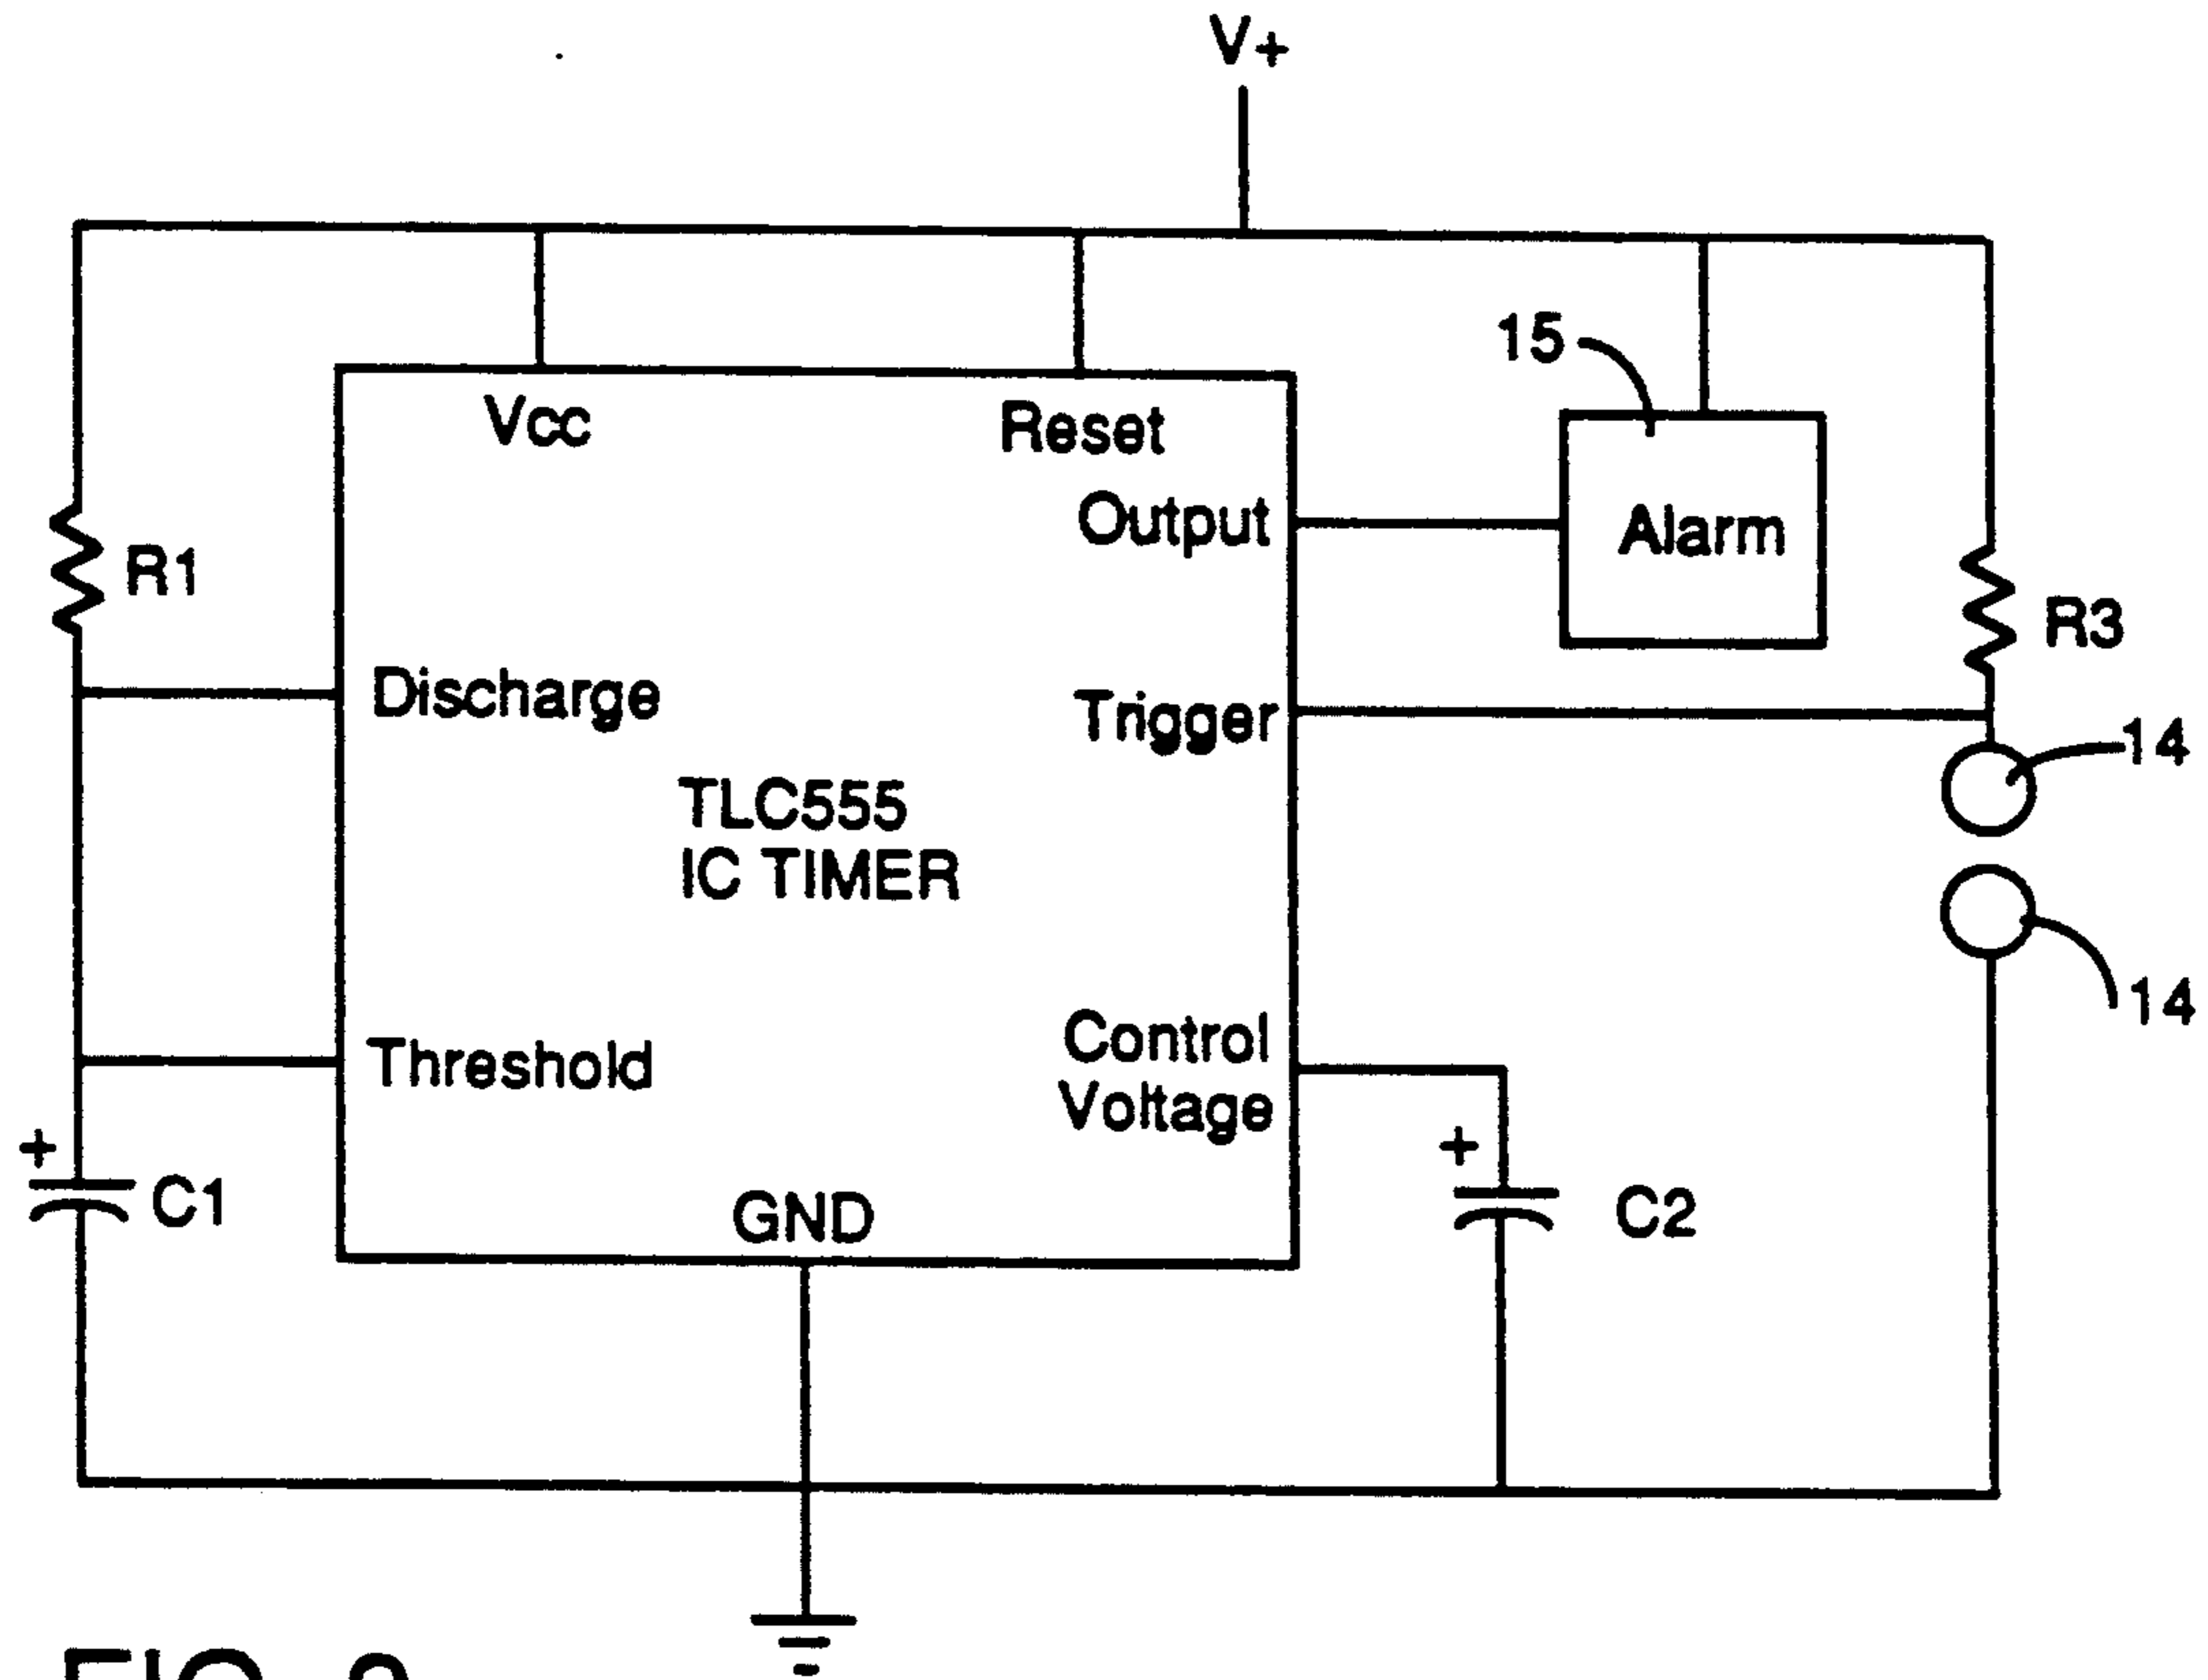 V+
15
Vcc
Reset
Output
Alarm
R1
R3
Discharge
Trigger
14
TLC555
IC TIMER
14
Control
Voltage
Threshold
+
C1
+
C2
GND